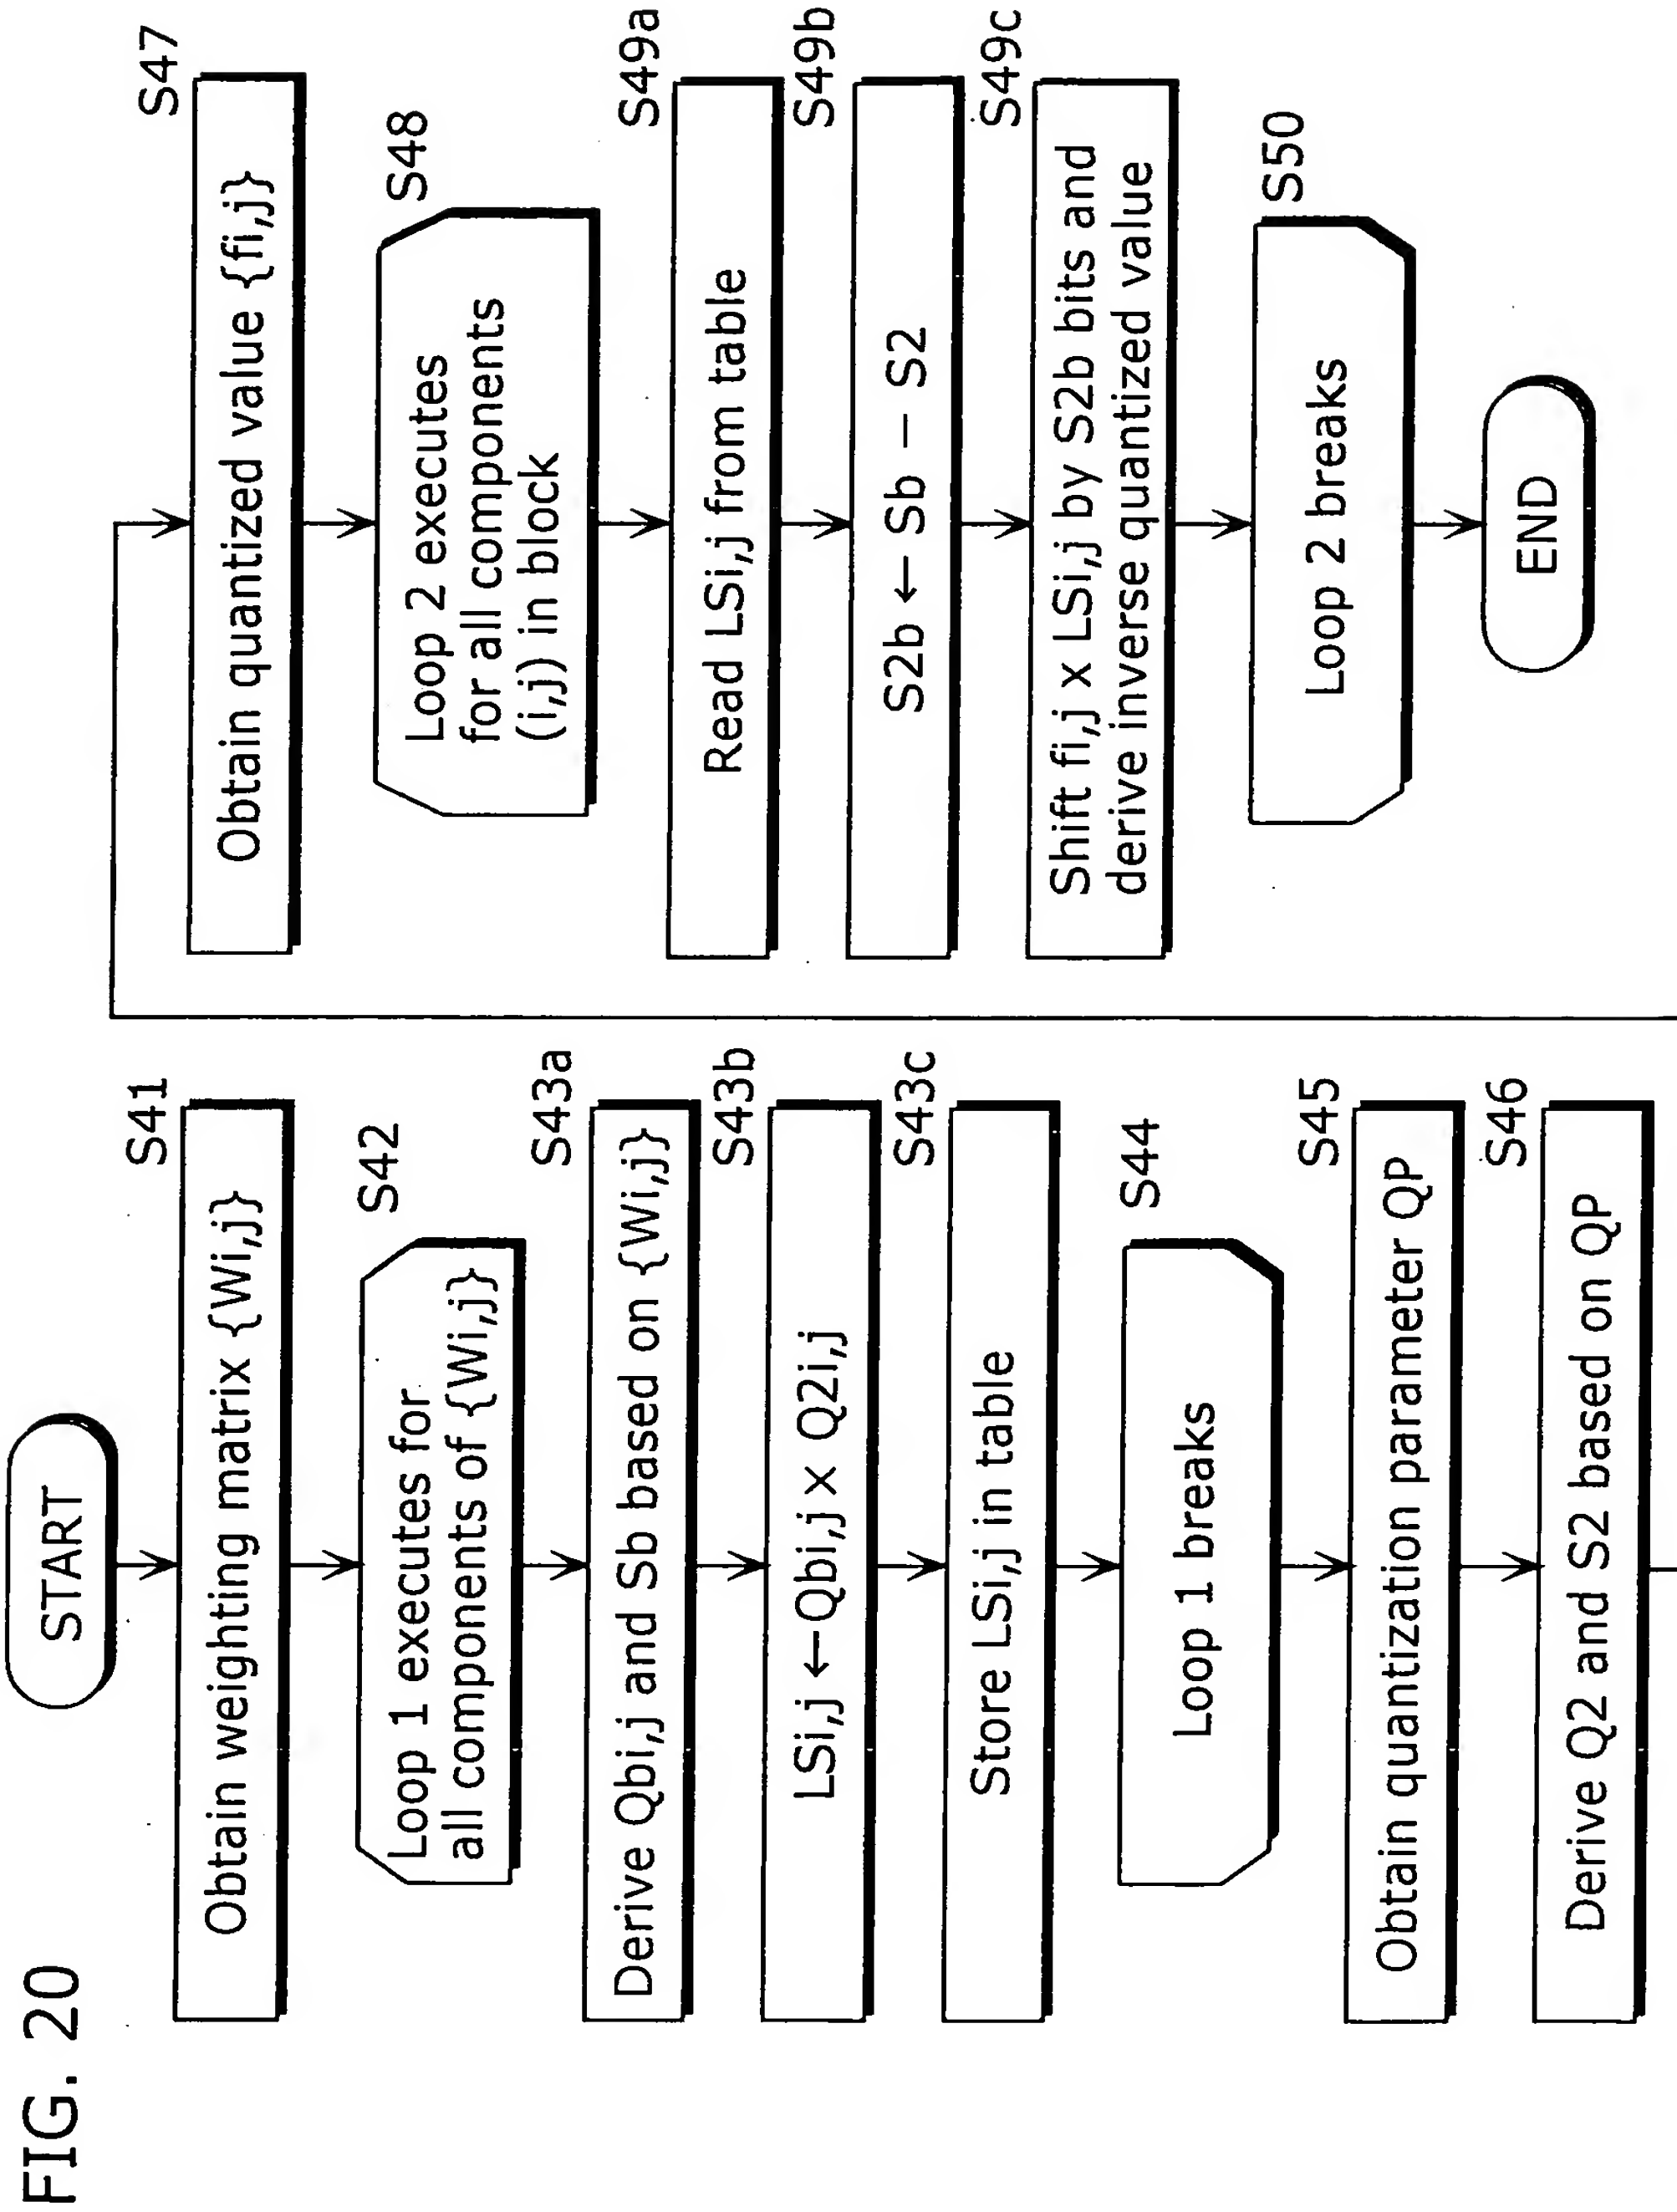 FIG. 20
START
S41
Obtain weighting matrix {Wi,j}
S42
Loop 1 executes for
all components of {Wi,j}
S43a
Derive Qbi,j and Sb based on {Wi,j}
S43b
LSi,j ← Qbi,j × Q2i,j
S43c
Store LSi,j in table
S44
Loop 1 breaks
S45
Obtain quantization parameter QP
S46
Derive Q2 and S2 based on QP
S47
Obtain quantized value {fi,j}
S48
Loop 2 executes
for all components
(i,j) in block
S49a
Read LSi,j from table
S49b
S2b ← Sb − S2
S49c
Shift fi,j x LSi,j by S2b bits and
derive inverse quantized value
S50
Loop 2 breaks
END